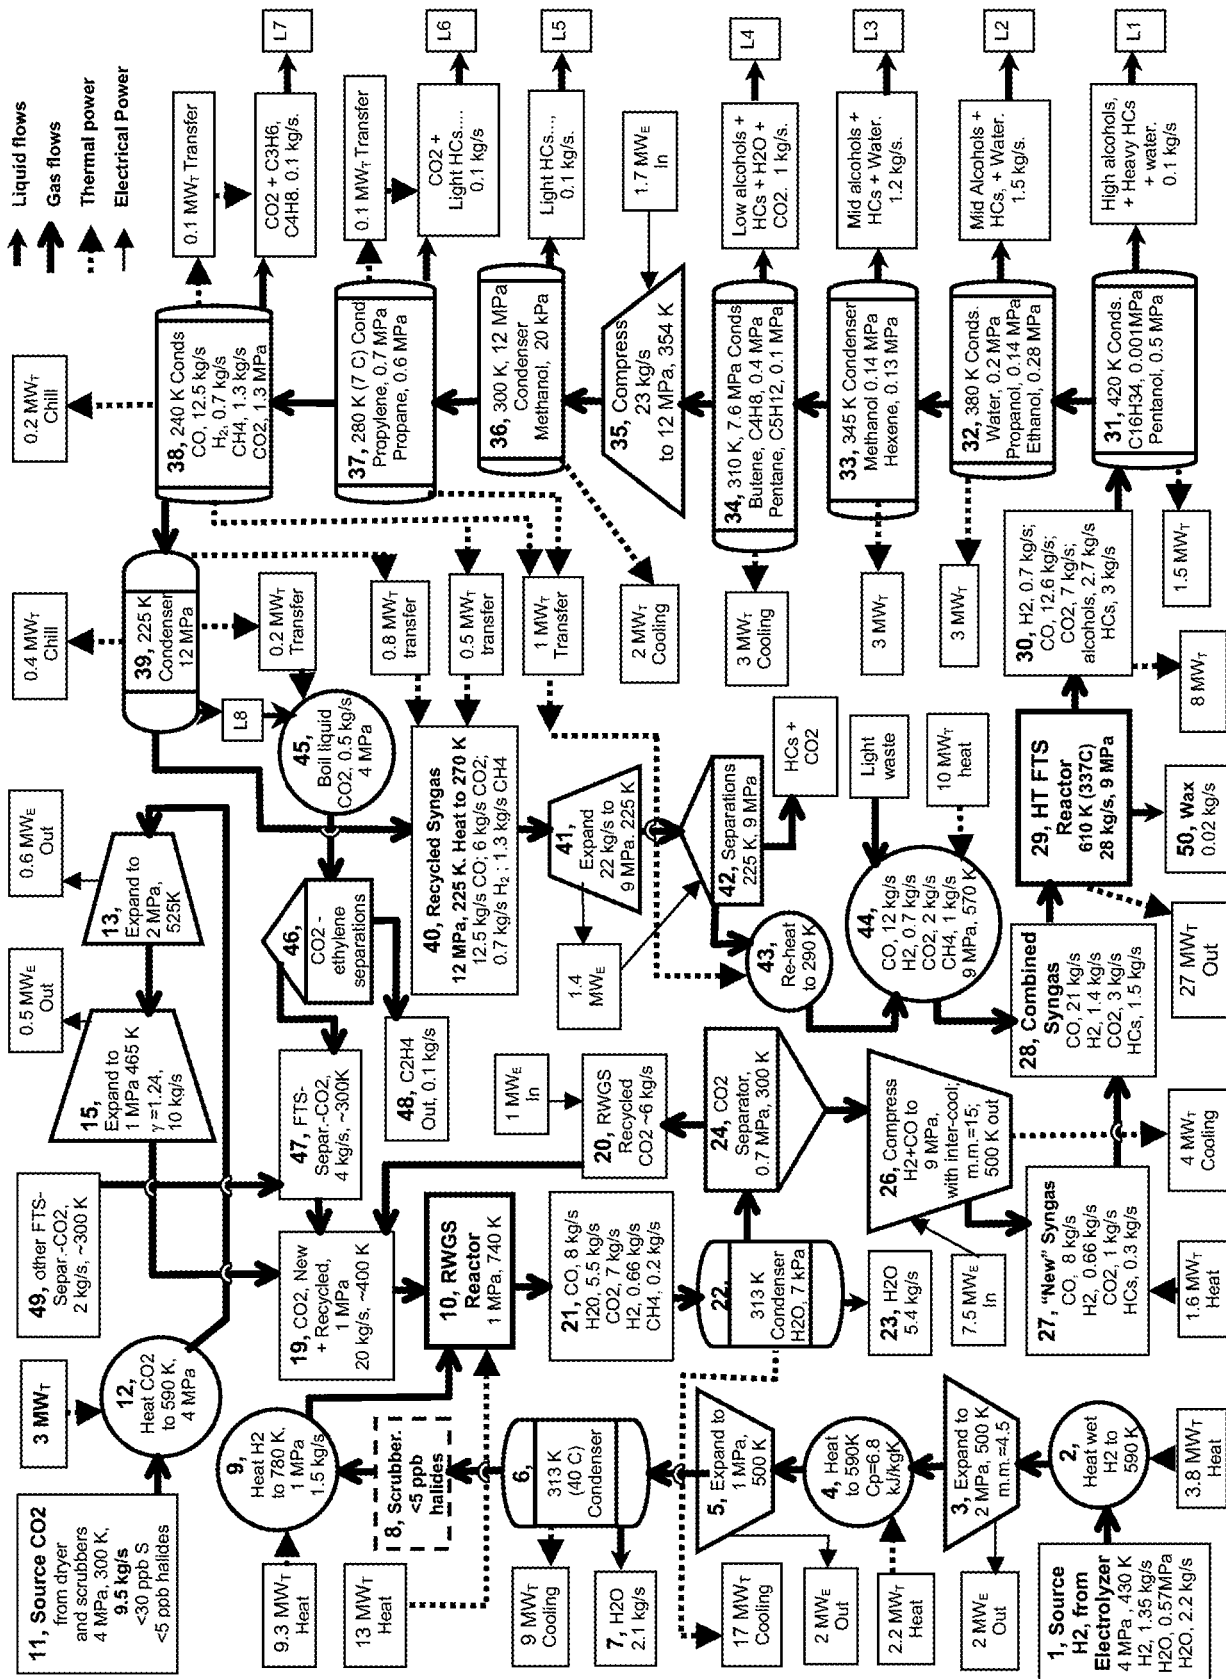 11, Source CO2
from dryer
and scrubbers
4 MPa, 300 K,
9.5 kg/s
<30 ppb S
<5 ppb halides
3 MWT
12,
Heat CO2
to 590 K,
4 MPa
49, other FTS-
Separ.-CO2,
2 kg/s, ~300 K
15,
Expand to
1 MPa 465 K
γ =1.24,
10 kg/s
0.5 MWE
Out
13,
Expand to
2 MPa,
525K
0.6 MWE
Out
39, 225 K
Condenser
12 MPa
0.4 MWT
Chill
0.2 MWT
Chill
Liquid flows
Gas flows
Thermal power
Electrical Power
9.3 MWT
Heat
9,
Heat H2
to 780 K,
1 MPa
1.5 kg/s
19, CO2, New
+ Recycled,
1 MPa
20 kg/s, ~400 K
47, FTS-
Separ.-CO2,
4 kg/s, ~300K
46,
CO2 -
ethylene
separations
45,
Boil liquid
CO2, 0.5 kg/s
4 MPa
L8
0.2 MWT
Transfer
38, 240 K Conds
CO, 12.5 kg/s
H2, 0.7 kg/s
CH4, 1.3 kg/s
CO2, 1.3 MPa
0.1 MWT Transfer
CO2 + C3H6,
C4H8. 0.1 kg/s.
L7
13 MWT
Heat
8, Scrubber.
<5 ppb
halides
10, RWGS
Reactor
1 MPa, 740 K
48, C2H4
Out, 0.1 kg/s
40, Recycled Syngas
12 MPa, 225 K. Heat to 270 K
12.5 kg/s CO; 6 kg/s CO2;
0.7 kg/s H2 ; 1.3 kg/s CH4
0.8 MWT
transfer
0.5 MWT
transfer
1 MWT
Transfer
37, 280 K (7 C) Cond
Propylene, 0.7 MPa
Propane, 0.6 MPa
0.1 MWT Transfer
CO2 +
Light HCs....
0.1 kg/s
L6
9 MWT
Cooling
6,
313 K
(40 C)
Condenser
7, H2O
2.1 kg/s
21, CO, 8 kg/s
H20, 5.5 kg/s
CO2, 7 kg/s
H2, 0.66 kg/s
CH4, 0.2 kg/s
20, RWGS
Recycled
CO2 ~6 kg/s
1 MWE
In
1.4
MWE
41,
Expand
22 kg/s to
9 MPa, 225 K
2 MWT
Cooling
36, 300 K, 12 MPa
Condenser
Methanol, 20 kPa
Light HCs...,
0.1 kg/s.
L5
17 MWT
Cooling
5, Expand to
1 MPa,
500 K
2 MWE
Out
22,
313 K
Condenser
H2O, 7 kPa
24, CO2
Separator,
0.7 MPa, 300 K
43,
Re-heat
to 290 K
42, Separations
225 K, 9 MPa
HCs +
CO2
35, Compress
23 kg/s
to 12 MPa, 354 K
1.7 MWE
In
2.2 MWT
Heat
4, Heat
to 590K
Cp=6.8
kJ/kgK
23, H2O
5.4 kg/s
7.5 MWE
In
26, Compress
H2+CO to
9 MPa,
with inter-cool;
m.m.=15;
500 K out
44,
CO, 12 kg/s
H2, 0.7 kg/s
CO2, 2 kg/s
CH4, 1 kg/s
9 MPa, 570 K
Light
waste
10 MWT
heat
3 MWT
Cooling
34, 310 K, 7.6 MPa Conds
Butene, C4H8, 0.4 MPa
Pentane, C5H12, 0.1 MPa
Low alcohols +
HCs + H2O +
CO2. 1 kg/s.
L4
2 MWE
Out
3, Expand to
2 MPa, 500 K
m.m.=4.5
27, "New" Syngas
CO, 8 kg/s
H2, 0.66 kg/s
CO2, 1 kg/s
HCs, 0.3 kg/s
28, Combined
Syngas
CO, 21 kg/s
H2, 1.4 kg/s
CO2, 3 kg/s
HCs, 1.5 kg/s
3 MWT
33, 345 K Condenser
Methanol 0.14 MPa
Hexene, 0.13 MPa
Mid alcohols +
HCs + Water.
1.2 kg/s.
L3
3 MWT
32, 380 K Conds.
Water, 0.2 MPa
Propanol, 0.14 MPa
Ethanol, 0.28 MPa
Mid Alcohols +
HCs, + Water.
1.5 kg/s.
L2
1, Source
H2, from
Electrolyzer
4 MPa , 430 K
H2, 1.35 kg/s
H2O, 0.57MPa
H2O, 2.2 kg/s
2,
Heat wet
H2 to
590 K
3.8 MWT
Heat
1.6 MWT
Heat
4 MWT
Cooling
29, HT FTS
Reactor
610 K (337C)
28 kg/s, 9 MPa
27 MWT
Out
50, Wax
0.02 kg/s
30, H2, 0.7 kg/s;
CO, 12.6 kg/s;
CO2, 7 kg/s;
alcohols, 2.7 kg/s
HCs, 3 kg/s
8 MWT
1.5 MWT
31, 420 K Conds.
C16H34, 0.001MPa
Pentanol, 0.5 MPa
High alcohols,
+ Heavy HCs
+ water.
0.1 kg/s
L1